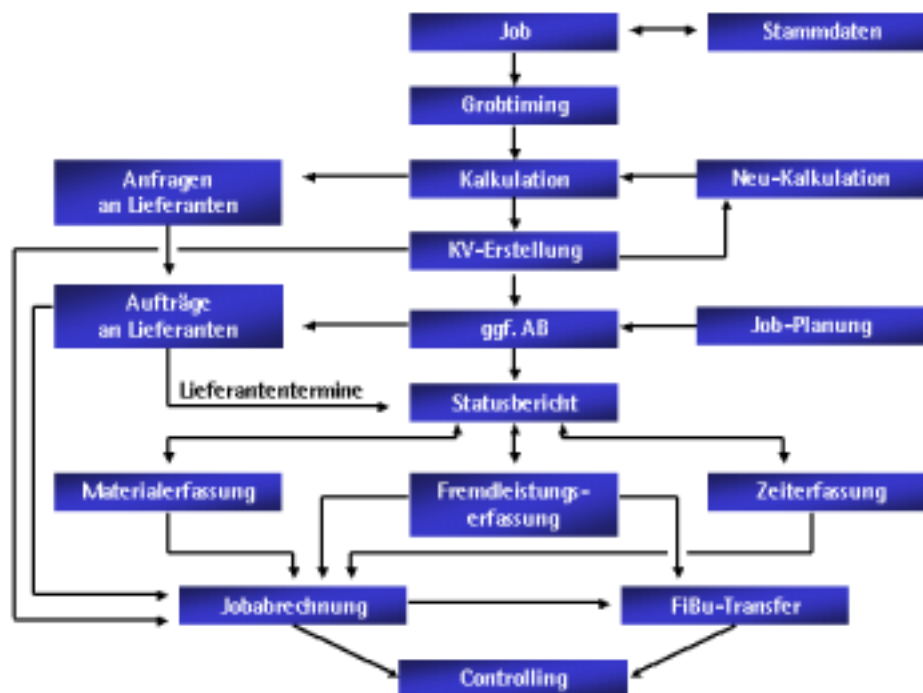 Job
Stammdaten
Grobtiming
Anfragen
an Lieferanten
Kalkulation
Neu-Kalkulation
KV-Erstellung
Aufträge
an Lieferanten
ggf. AB
Job-Planung
Lieferantentermine
Statusbericht
Materialerfassung
Fremdleistungs-
erfassung
Zeiterfassung
Jobabrechnung
FiBu-Transfer
Controlling